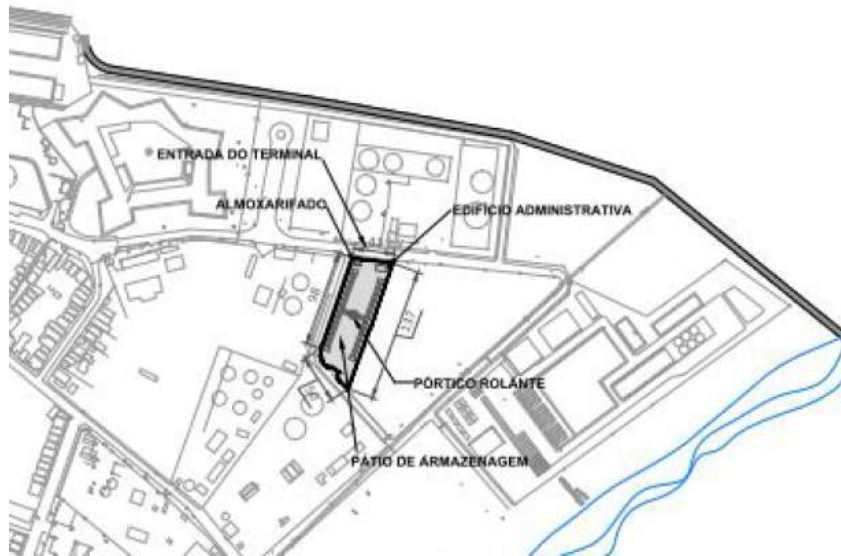 ENTRADA DO TERMINAL
ALMOXARIFADO
EDIFÍCIO ADMINISTRATIVA
PÓRTICO ROLANTE
PÁTIO DE ARMAZENAGEM